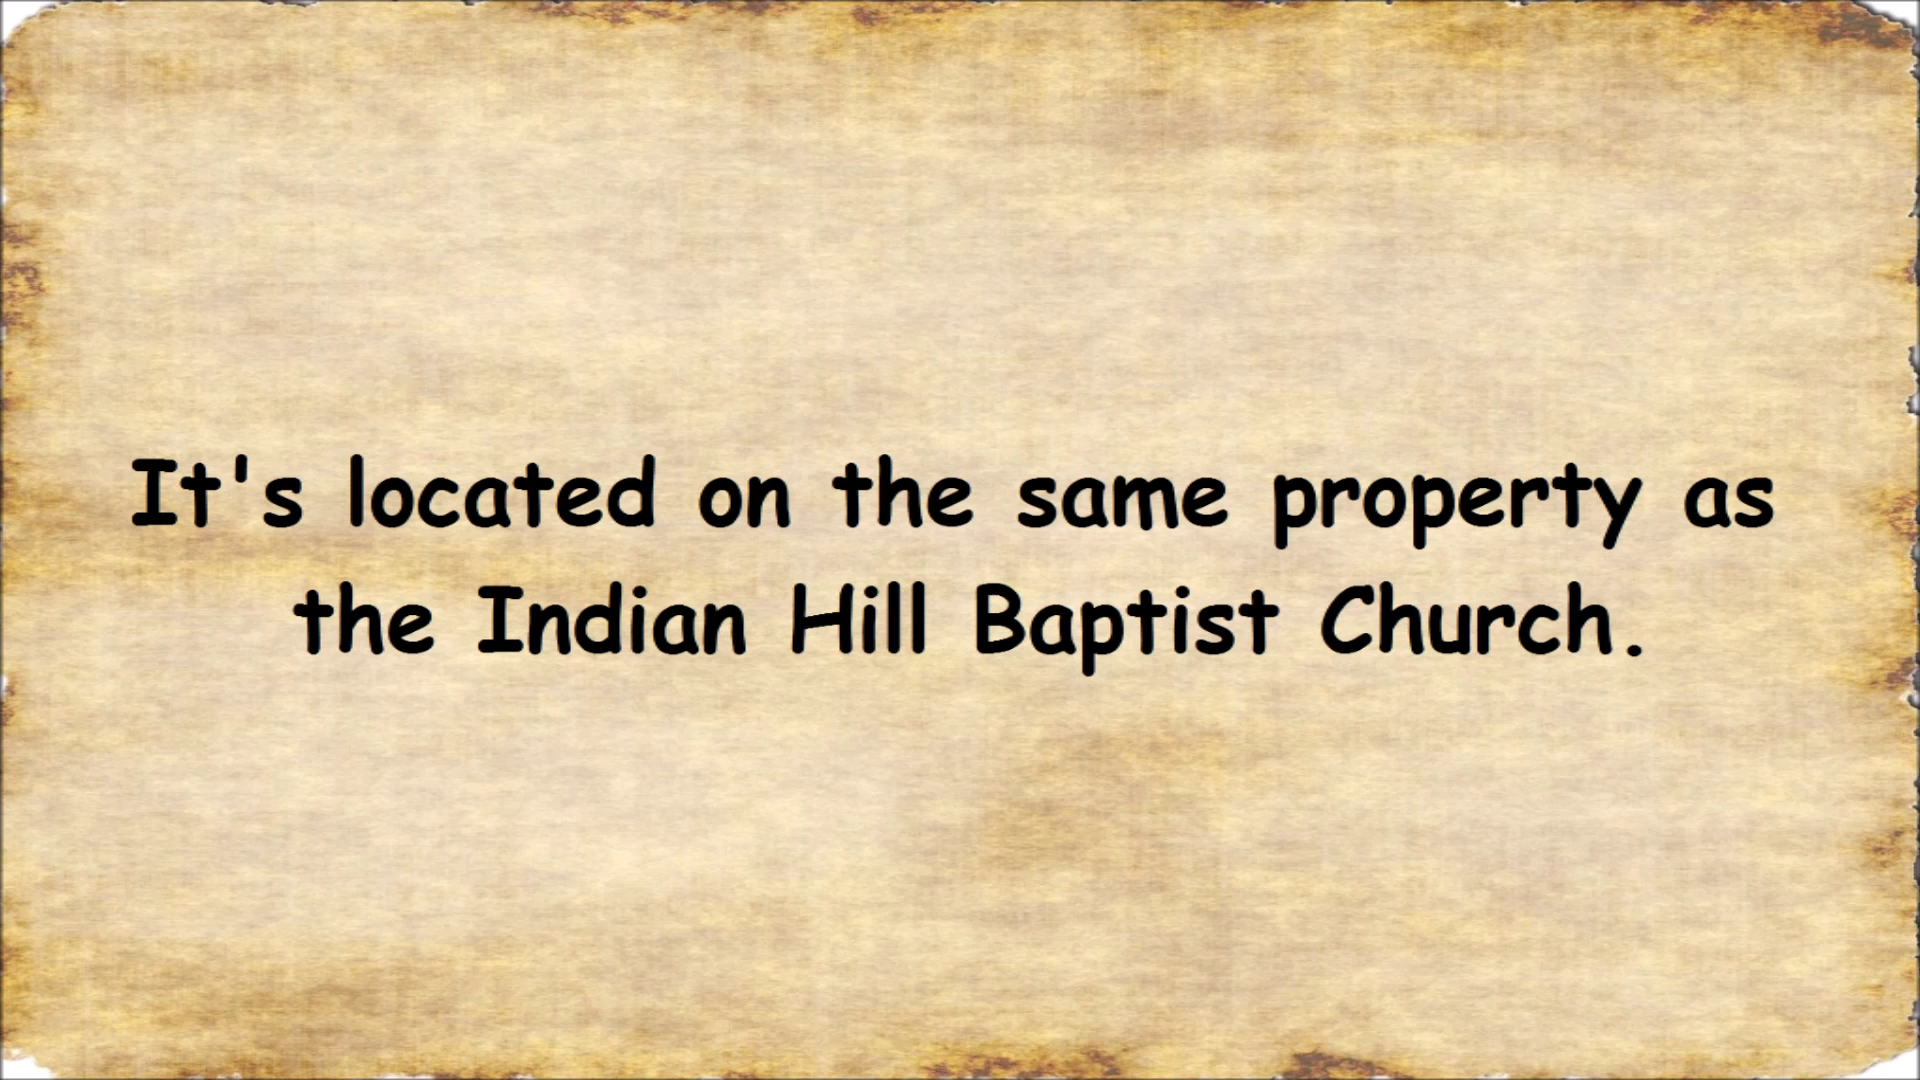 It's located on the same property as
the Indian Hill Baptist Church.